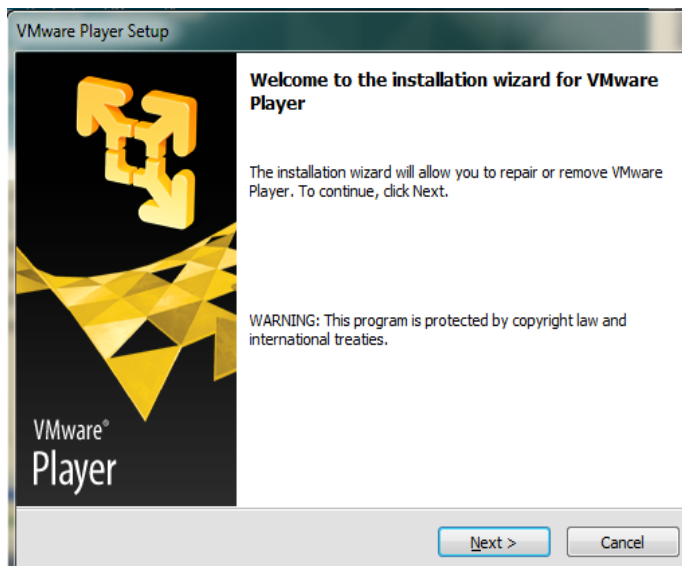 VMware Player Setup
Welcome to the installation wizard for VMware
Player
The installation wizard will allow you to repair or remove VMware
Player. To continue, click Next.
WARNING: This program is protected by copyright law and
international treaties.
VMware®
Player
Next >
Cancel